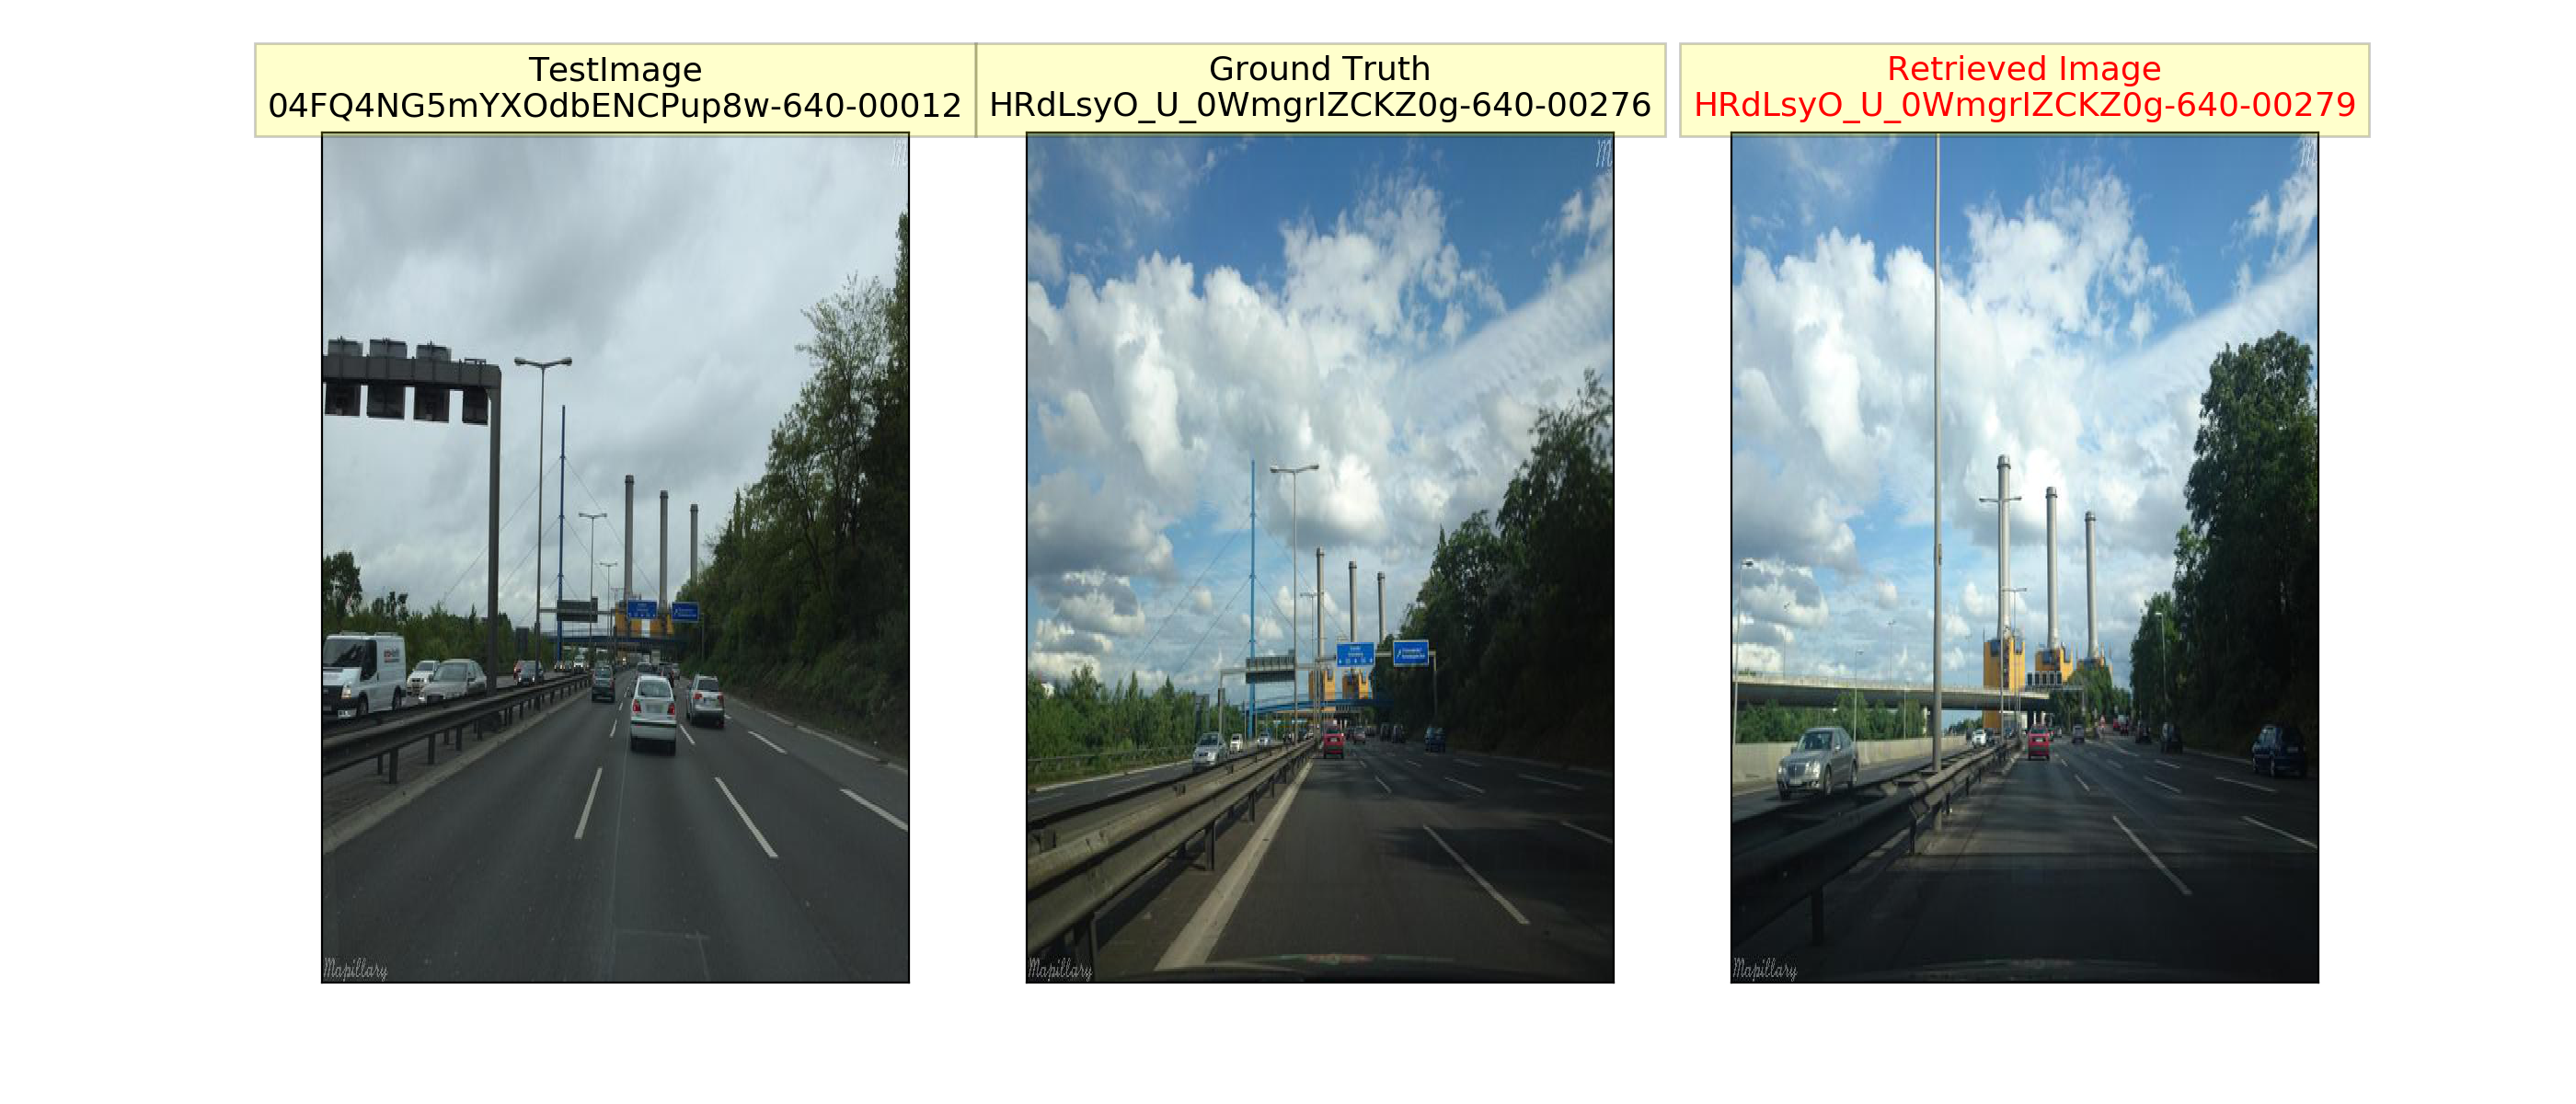 TestImage
04FQ4NG5mYXOdbENCPup8w-640-00012
Ground Truth
HRdLsyO_U_0WmgrIZCKZ0g-640-00276
Retrieved Image
HRdLsyO_U_0WmgrIZCKZ0g-640-00279
M
M
M
Mapillary
Mapillary
Mapillary